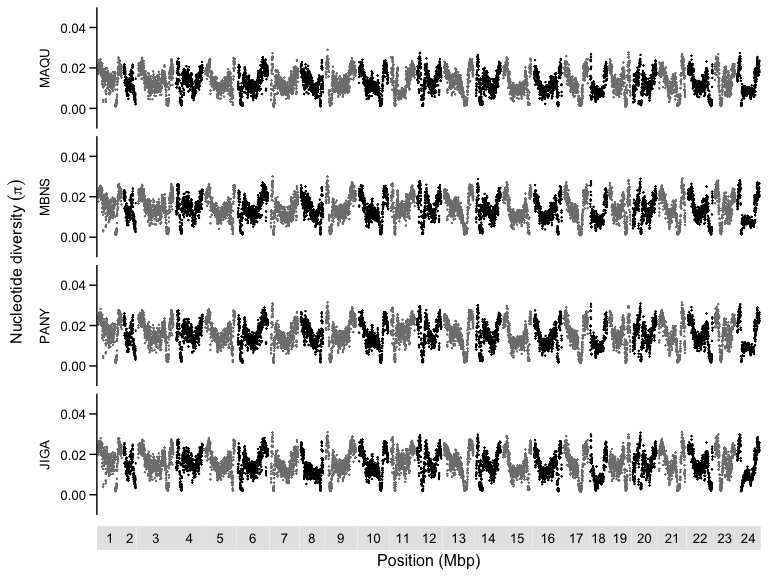 Nucleotide diversity (π)
MAQU
0.04
0.02
0.00
MBNS
0.04
0.02
0.00
PANY
0.04
0.02
0.00
JIGA
0.04
0.02
0.00
1 2 3 4 5 6 7 8 9 10 11 12 13 14 15 16 17 18 19 20 21 22 23 24
Position (Mbp)